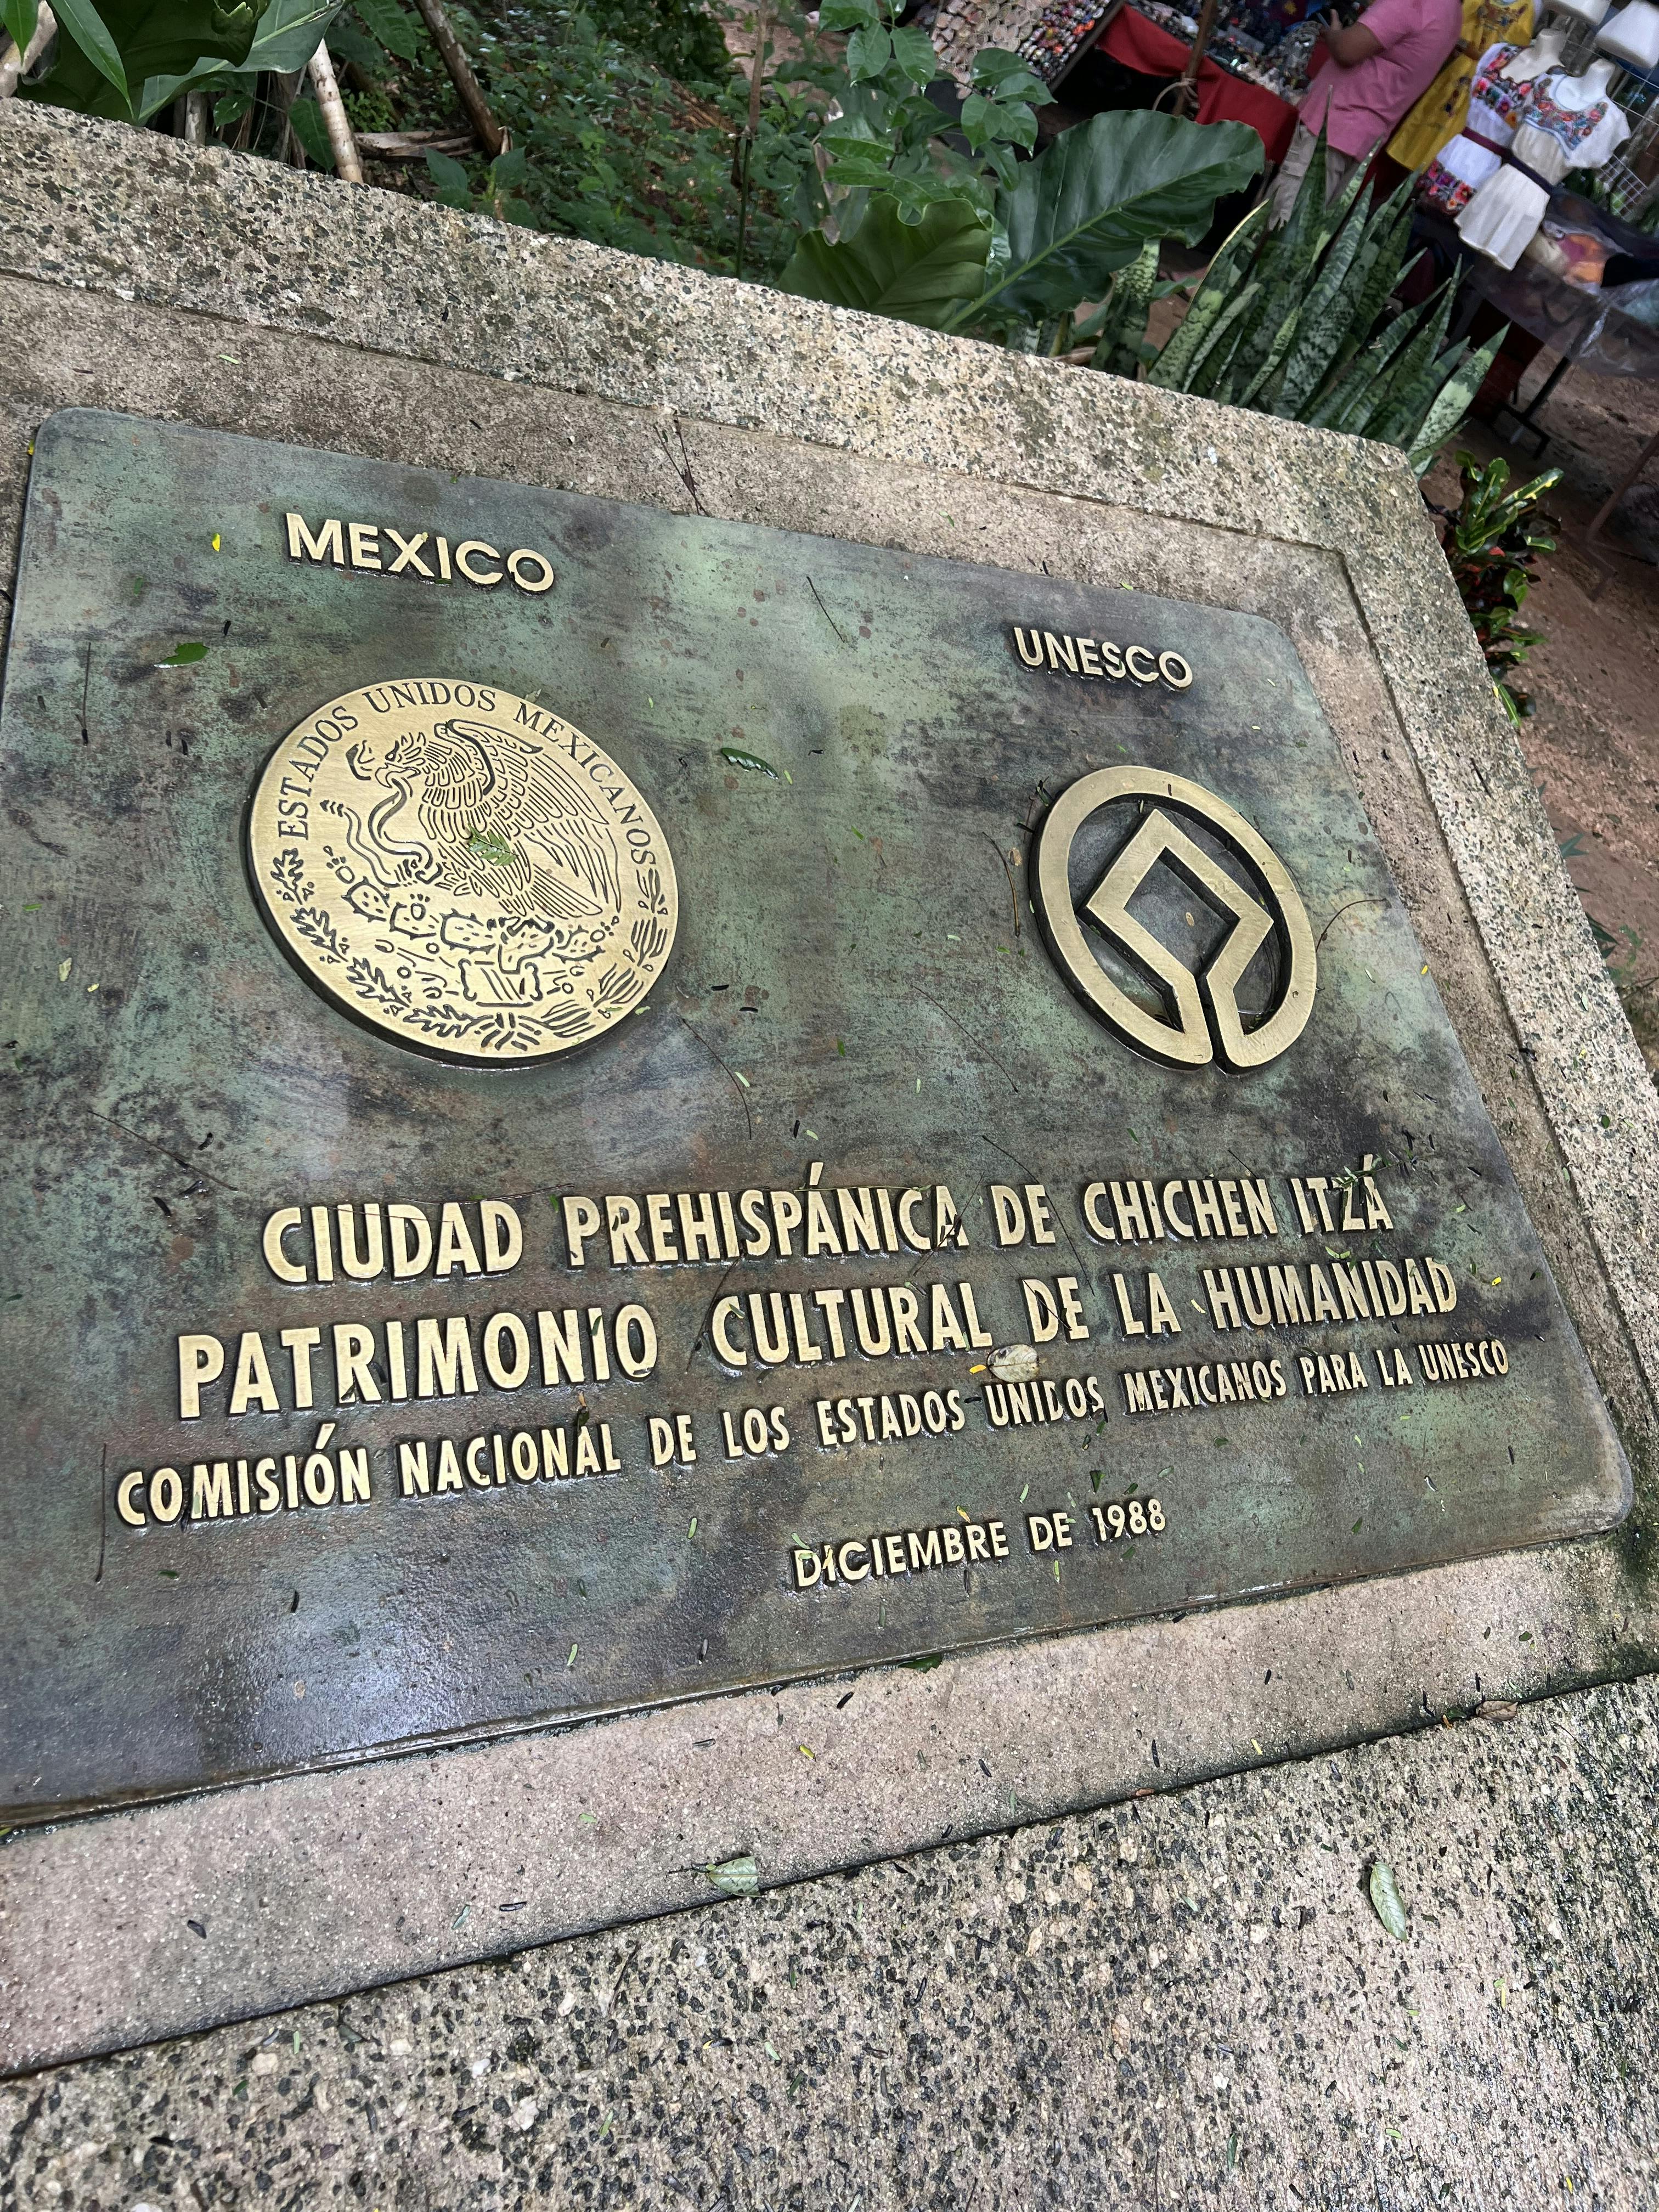 MEXICO
UNESCO
ESTADOS UNIDOS MEXICANOS
CIUDAD PREHISPÁNICA DE CHICHEN ITZÁ
PATRIMONIO CULTURAL DE LA HUMANIDAD
COMISIÓN NACIONAL DE LOS ESTADOS UNIDOS MEXICANOS PARA LA UNESCO
DICIEMBRE DE 1988